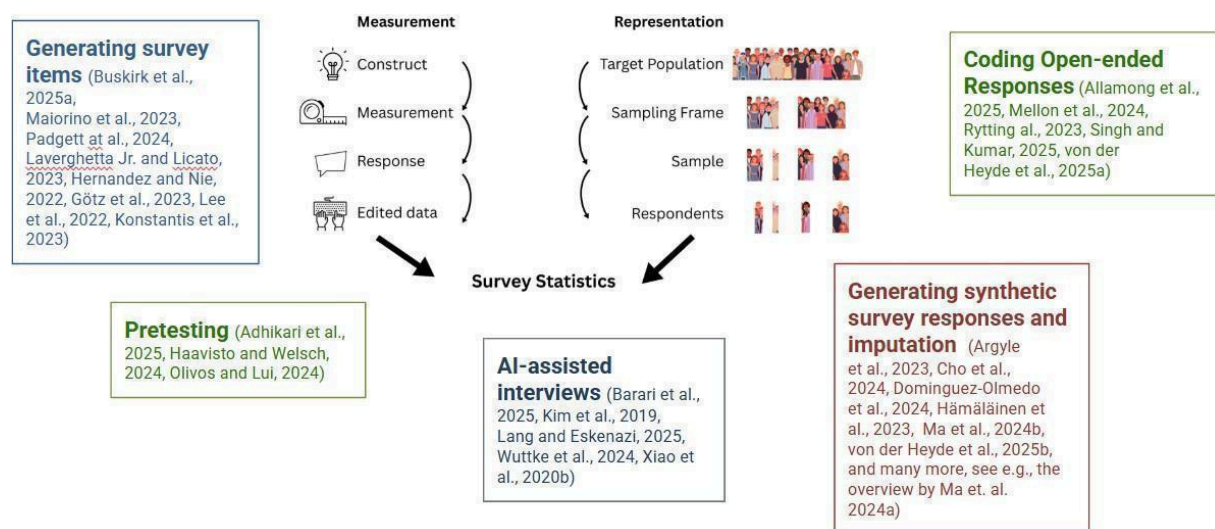 Measurement
Representation
Generating survey
items (Buskirk et al.,
2025a,
Maiorino et al., 2023,
Padgett at al., 2024,
Laverghetta Jr. and Licato,
2023, Hernandez and Nie,
2022, Götz et al., 2023, Lee
et al., 2022, Konstantis et al.,
2023)
Construct
Measurement
Response
Edited data
Target Population
Sampling Frame
Sample
Respondents
Coding Open-ended
Responses (Allamong et al.,
2025, Mellon et al., 2024,
Rytting al., 2023, Singh and
Kumar, 2025, von der
Heyde et al., 2025a)
Survey Statistics
Pretesting (Adhikari et al.,
2025, Haavisto and Welsch,
2024, Olivos and Lui, 2024)
AI-assisted
interviews (Barari et al.,
2025, Kim et al., 2019,
Lang and Eskenazi, 2025,
Wuttke et al., 2024, Xiao et
al., 2020b)
Generating synthetic
survey responses and
imputation (Argyle
et al., 2023, Cho et al.,
2024, Dominguez-Olmedo
et al., 2024, Hämäläinen et
al., 2023, Ma et al., 2024b,
von der Heyde et al., 2025b,
and many more, see e.g., the
overview by Ma et. al.
2024a)